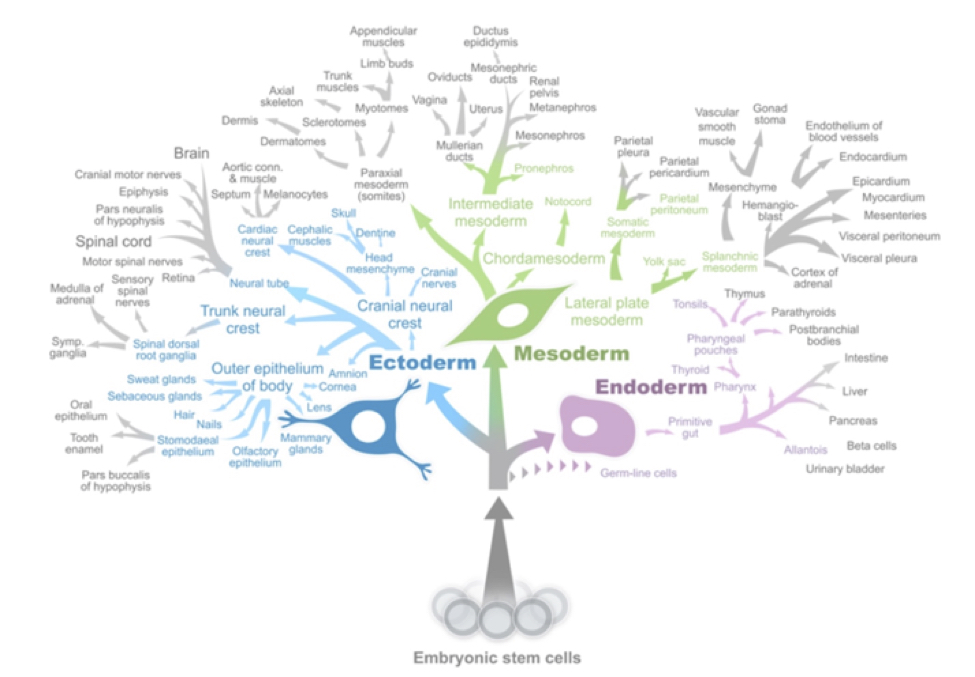 Appendicular
muscles
Limb buds
Trunk
muscles
Axial
skeleton
Myotomes
Sclerotomes
Dermis
Dermatomes
Paraxial
mesoderm
(somites)
Ductus
epididymis
Mesonephric
ducts
Oviducts
Renal
pelvis
Vagina
Uterus
Metanephros
Mesonephros
Mullerian
ducts
Pronephros
Intermediate
mesoderm
Notocord
Chordamesoderm
Parietal
pleura
Parietal
pericardium
Parietal
peritoneum
Somatic
mesoderm
Yolk sac
Splanchnic
mesoderm
Lateral plate
mesoderm
Vascular
smooth
muscle
Gonad
stoma
Mesenchyme
Hemangio-
blast
Endothelium of
blood vessels
Endocardium
Epicardium
Myocardium
Mesenteries
Visceral peritoneum
Visceral pleura
Cortex of
adrenal
Brain
Cranial motor nerves
Epiphysis
Pars neuralis
of hypophysis
Spinal cord
Motor spinal nerves
Retina
Neural tube
Aortic conn.
& muscle
Septum
Melanocytes
Cardiac
neural
crest
Skull
Cephalic
muscles
Dentine
Head
mesenchyme
Cranial
nerves
Cranial neural
crest
Medulla of
adrenal
Sensory
spinal
nerves
Symp.
ganglia
Spinal dorsal
root ganglia
Trunk neural
crest
Outer epithelium
of body
Amnion
Cornea
Lens
Sweat glands
Sebaceous glands
Hair
Nails
Oral
epithelium
Tooth
enamel
Stomodaeal
epithelium
Pars buccalis
of hypophysis
Olfactory
epithelium
Mammary
glands
Ectoderm
Mesoderm
Endoderm
Tonsils
Thymus
Parathyroids
Postbranchial
bodies
Pharyngeal
pouches
Thyroid
Pharynx
Intestine
Liver
Pancreas
Primitive
gut
Allantois
Beta cells
Urinary bladder
Germ-line cells
Embryonic stem cells